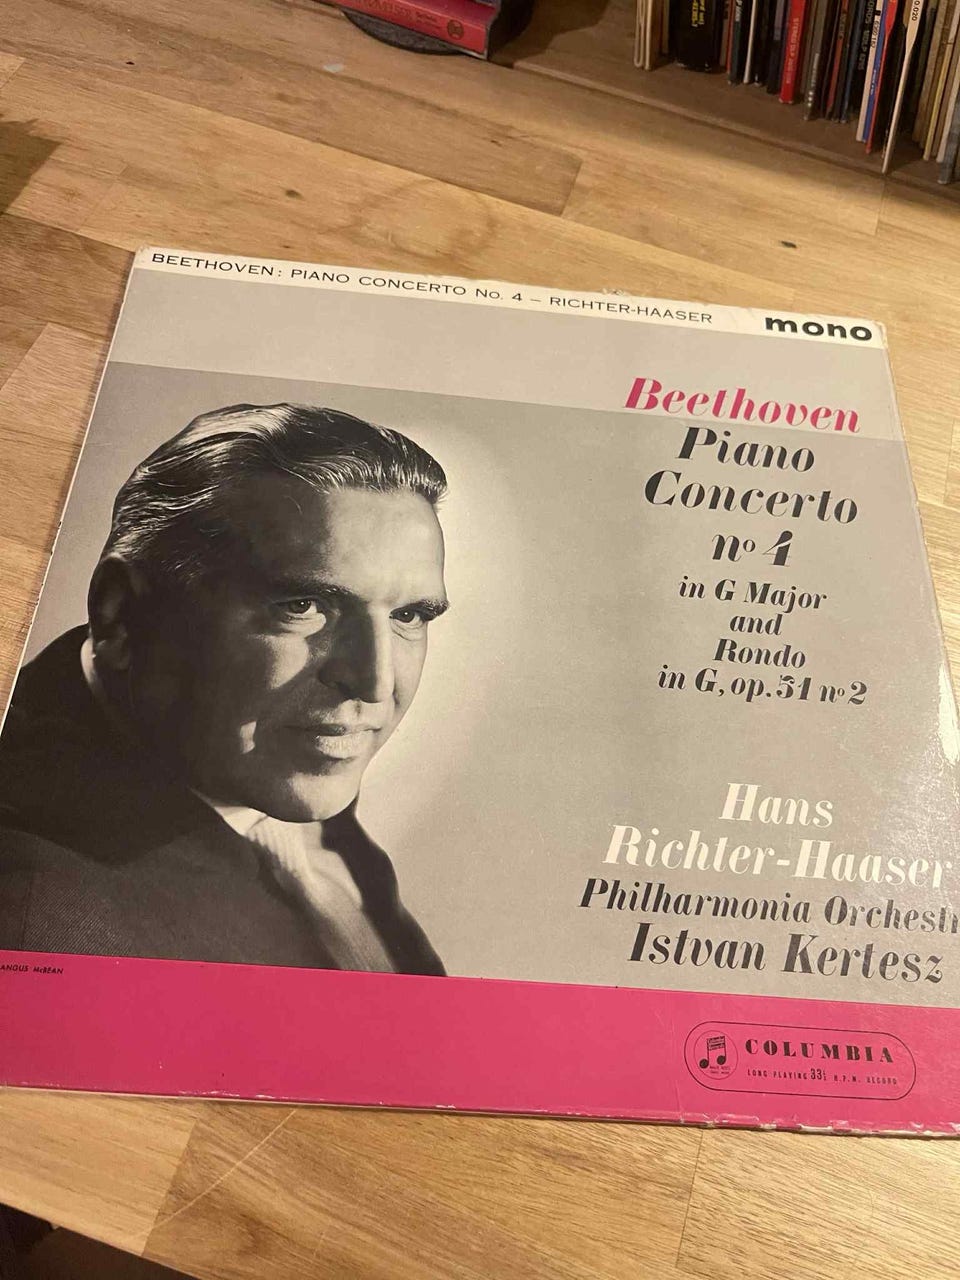 BEETHOVEN: PIANO CONCERTO No. 4 – RICHTER-HAASER
mono
Beethoven
Piano
Concerto
nº 4
in G Major
and
Rondo
in G, op. 51 nº 2
Hans
Richter-Haaser
Philharmonia Orchestr
Istvan Kertesz
ANGUS McBEAN
COLUMBIA
LONG PLAYING 33⅓ R.P.M. RECORD